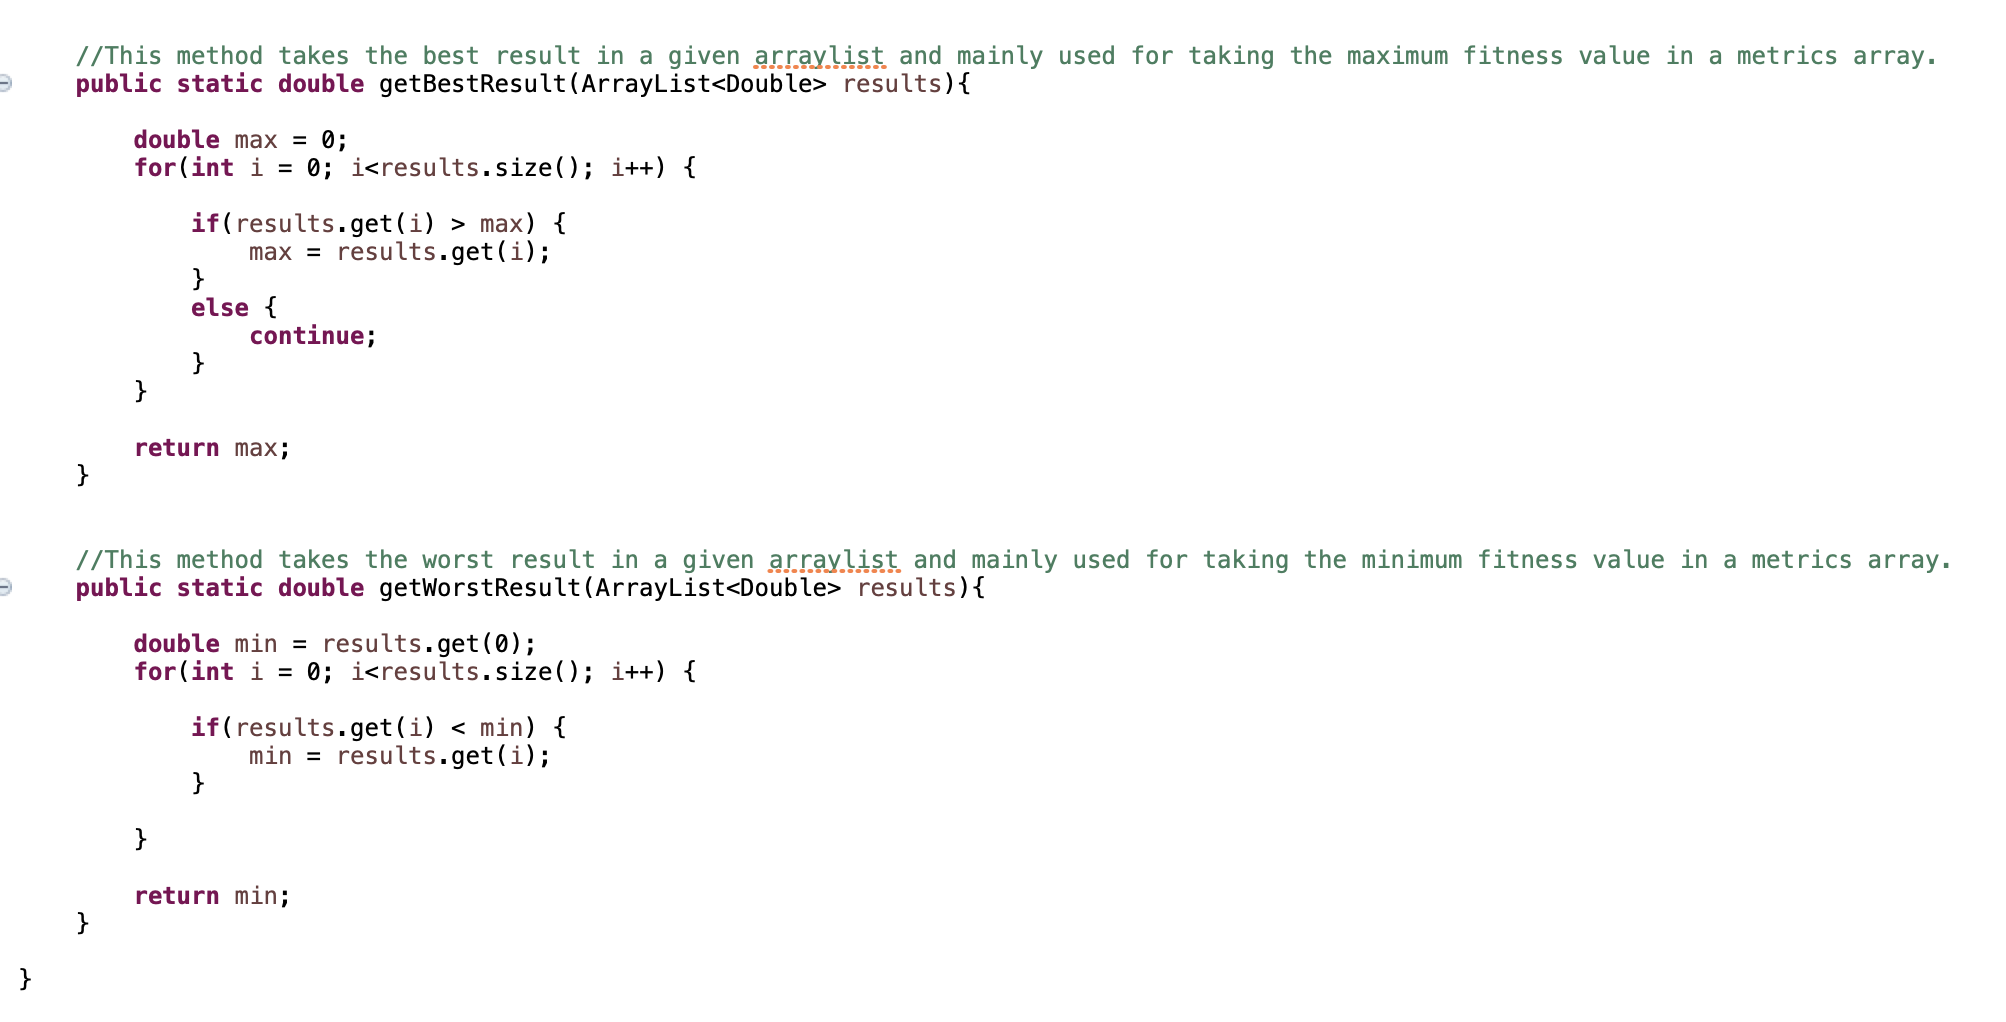 //This method takes the best result in a given arraylist and mainly used for taking the maximum fitness value in a metrics array.
public static double getBestResult(ArrayList<Double> results){
double max = 0;
for(int i = 0; i<results.size(); i++) {
if(results.get(i) > max) {
max = results.get(i);
}
else {
continue;
}
}
return max;
}
//This method takes the worst result in a given arraylist and mainly used for taking the minimum fitness value in a metrics array.
public static double getWorstResult(ArrayList<Double> results){
double min = results.get(0);
for(int i = 0; i<results.size(); i++) {
if(results.get(i) < min) {
min = results.get(i);
}
}
return min;
}
}